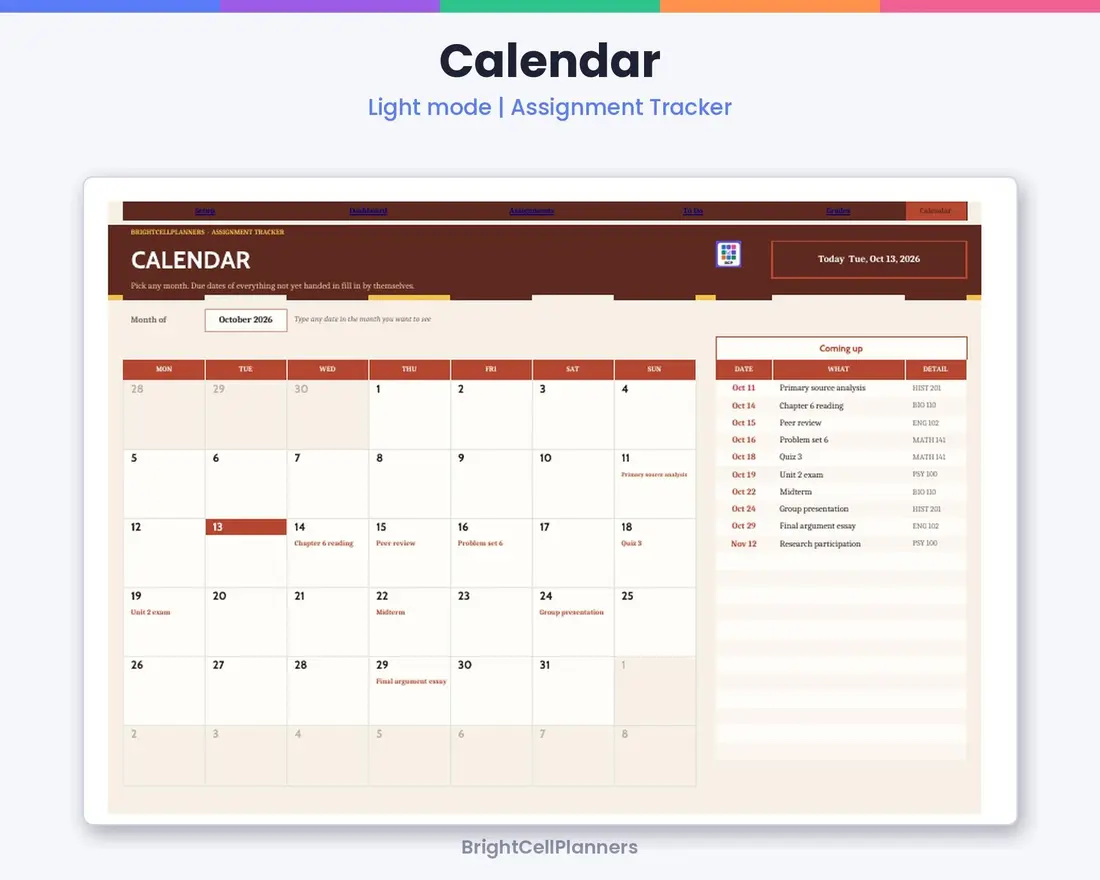 Calendar
Light mode | Assignment Tracker
Setup Dashboard Assignments To Do Grades Calendar
BRIGHTCELLPLANNERS · ASSIGNMENT TRACKER
CALENDAR
Today Tue, Oct 13, 2026
Pick any month. Due dates of everything not yet handed in fill in by themselves.
Month of October 2026 Type any date in the month you want to see
MON TUE WED THU FRI SAT SUN
28 29 30 1 2 3 4
5 6 7 8 9 10 11
Primary source analysis
12 13 14 15 16 17 18
Chapter 6 reading Peer review Problem set 6 Quiz 3
19 20 21 22 23 24 25
Unit 2 exam Midterm Group presentation
26 27 28 29 30 31 1
Final argument essay
2 3 4 5 6 7 8
Coming up
DATE WHAT DETAIL
Oct 11 Primary source analysis HIST 201
Oct 14 Chapter 6 reading BIO 110
Oct 15 Peer review ENG 102
Oct 16 Problem set 6 MATH 141
Oct 18 Quiz 3 MATH 141
Oct 19 Unit 2 exam PSY 100
Oct 22 Midterm BIO 110
Oct 24 Group presentation HIST 201
Oct 29 Final argument essay ENG 102
Nov 12 Research participation PSY 100
BrightCellPlanners